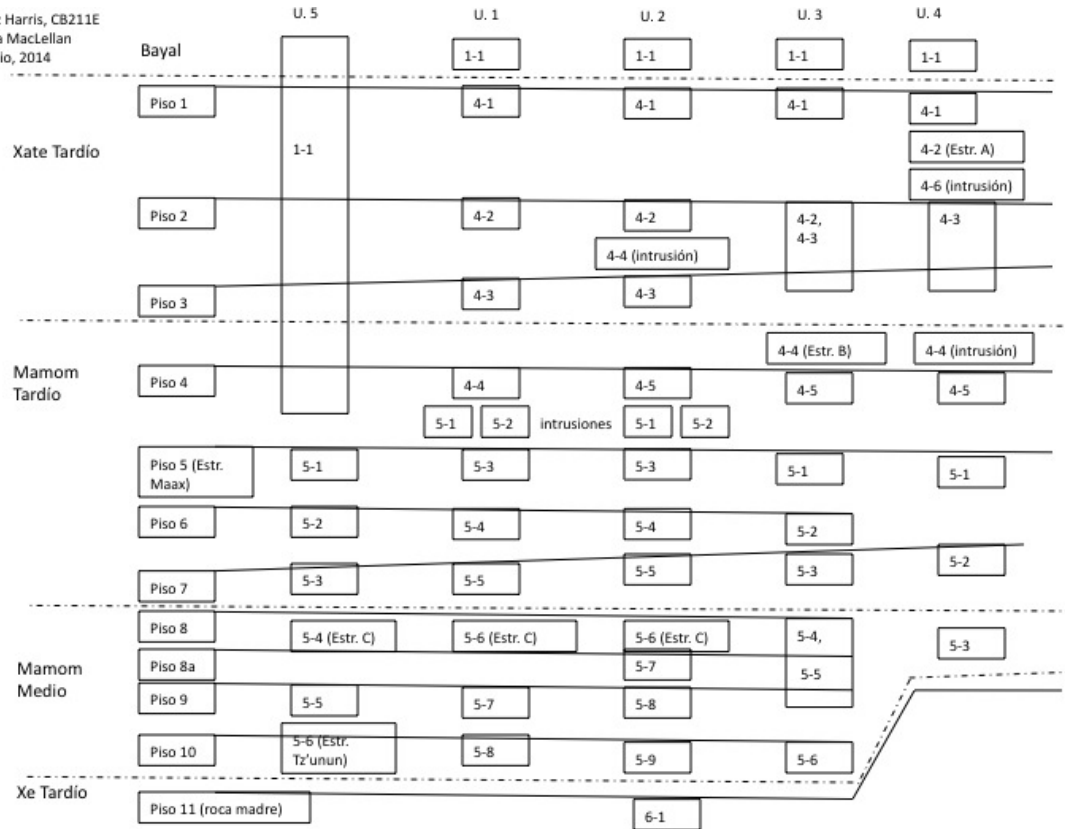 Harris, CB211E
MacLellan
2014
U. 5 U. 1 U. 2 U. 3 U. 4
Bayal 1-1 1-1 1-1 1-1
Piso 1 4-1 4-1 4-1 4-1
Xate Tardío 1-1 4-2 (Estr. A)
4-6 (intrusión)
Piso 2 4-2 4-2 4-2, 4-3
4-3
4-4 (intrusión)
Piso 3 4-3 4-3
4-4 (Estr. B) 4-4 (intrusión)
Mamom
Tardío
Piso 4 4-4 4-5 4-5 4-5
5-1 5-2 intrusiones 5-1 5-2
Piso 5 (Estr.
Maax) 5-1 5-3 5-3 5-1 5-1
Piso 6 5-2 5-4 5-4 5-2
Piso 7 5-3 5-5 5-5 5-3 5-2
Piso 8 5-4 (Estr. C) 5-6 (Estr. C) 5-6 (Estr. C) 5-4, 5-3
Mamom
Medio
Piso 8a 5-7 5-5
Piso 9 5-5 5-7 5-8
Piso 10 5-6 (Estr.
Tz'unun) 5-8 5-9 5-6
Xe Tardío
Piso 11 (roca madre) 6-1